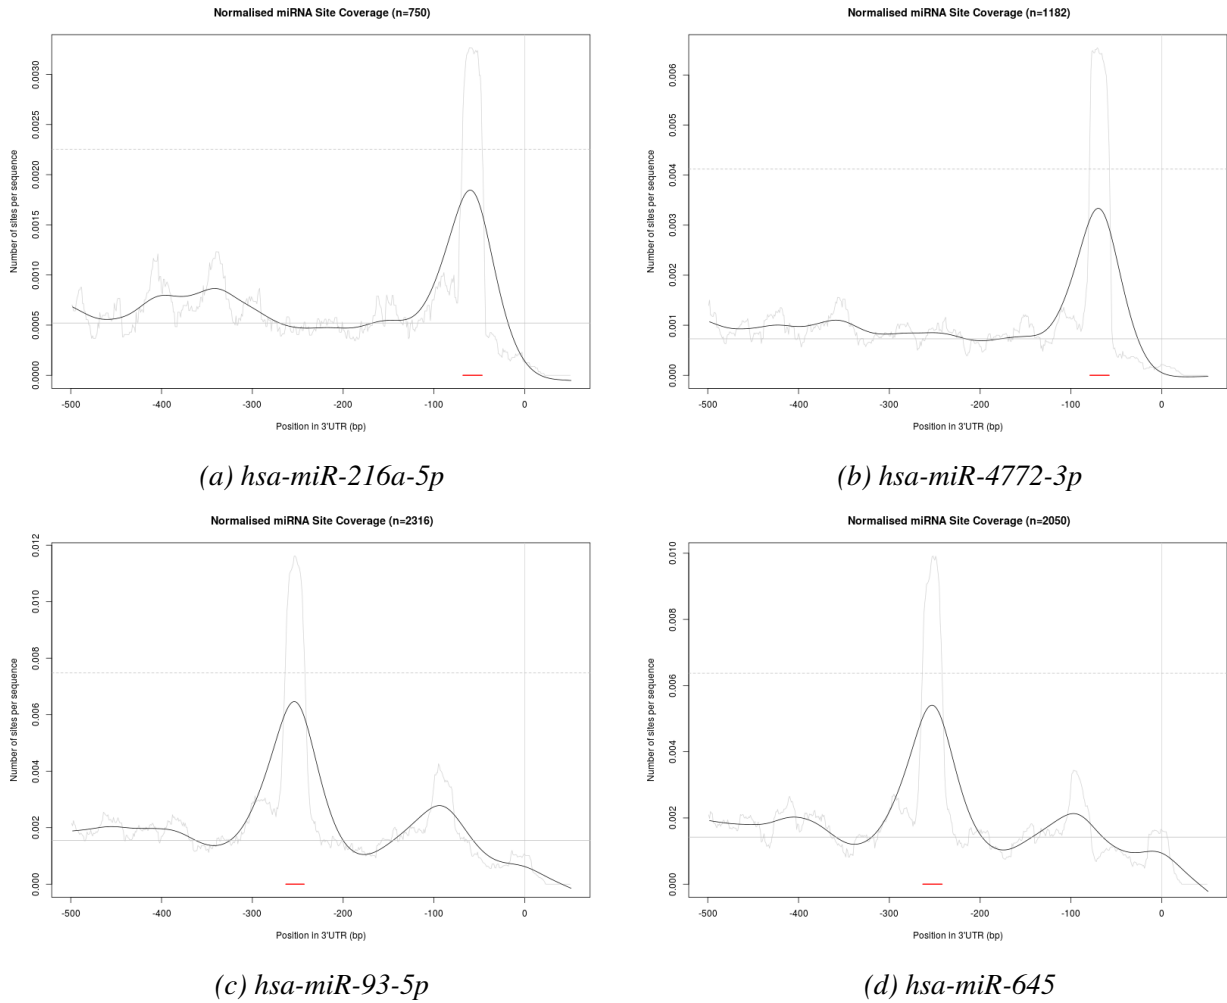 Normalised miRNA Site Coverage (n=750)
Number of sites per sequence
0.0030
0.0025
0.0020
0.0015
0.0010
0.0005
0.0000
-500 -400 -300 -200 -100 0
Position in 3'UTR (bp)
(a) hsa-miR-216a-5p
Normalised miRNA Site Coverage (n=1182)
Number of sites per sequence
0.006
0.005
0.004
0.003
0.002
0.001
0.000
-500 -400 -300 -200 -100 0
Position in 3'UTR (bp)
(b) hsa-miR-4772-3p
Normalised miRNA Site Coverage (n=2316)
Number of sites per sequence
0.012
0.010
0.008
0.006
0.004
0.002
0.000
-500 -400 -300 -200 -100 0
Position in 3'UTR (bp)
(c) hsa-miR-93-5p
Normalised miRNA Site Coverage (n=2050)
Number of sites per sequence
0.010
0.008
0.006
0.004
0.002
0.000
-500 -400 -300 -200 -100 0
Position in 3'UTR (bp)
(d) hsa-miR-645